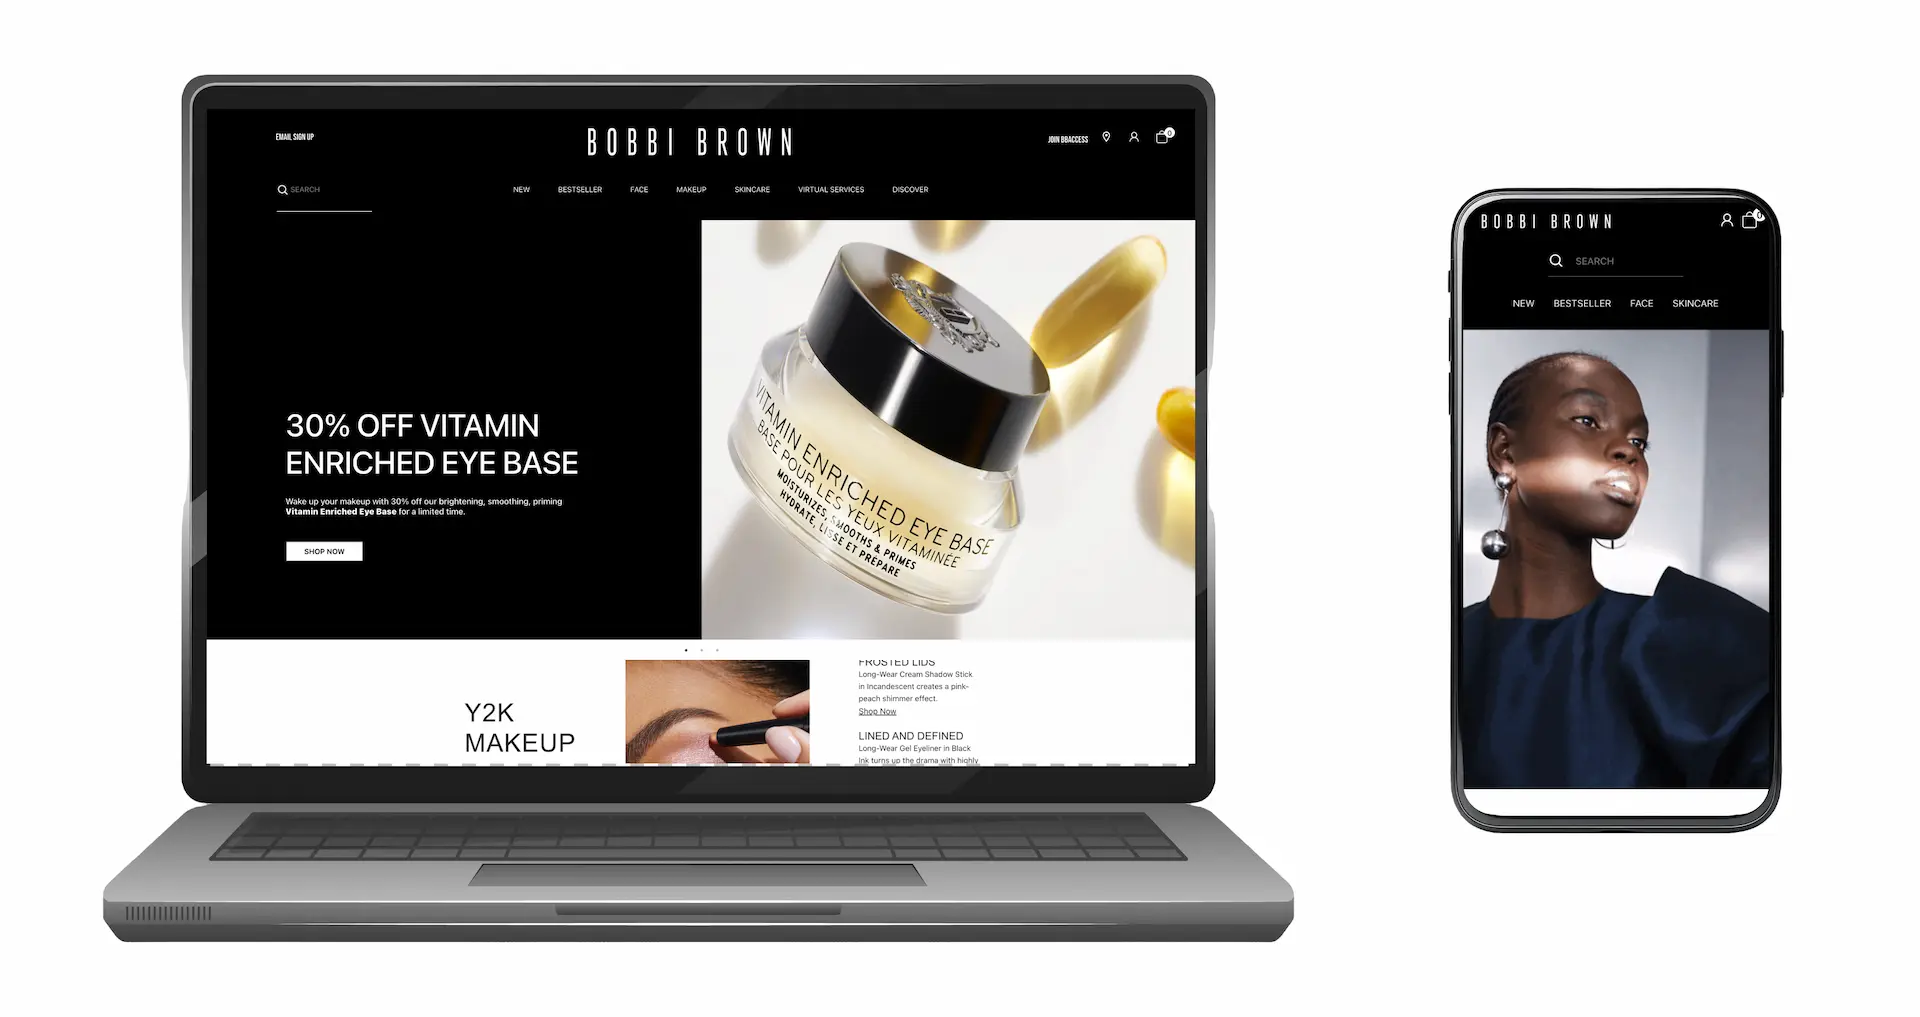 EMAIL SIGN UP
BOBBI BROWN
JOIN BBACCESS
0
SEARCH
NEW
BESTSELLER
FACE
MAKEUP
SKINCARE
VIRTUAL SERVICES
DISCOVER
30% OFF VITAMIN
ENRICHED EYE BASE
Wake up your makeup with 30% off our brightening, smoothing, priming
Vitamin Enriched Eye Base for a limited time.
SHOP NOW
VITAMIN ENRICHED EYE BASE
BASE POUR LES YEUX VITAMINÉE
MOISTURIZES, SMOOTHS & PRIMES
HYDRATE, LISSE ET PRÉPARE
Y2K
MAKEUP
FROSTED LIDS
Long-Wear Cream Shadow Stick
in Incandescent creates a pink-
peach shimmer effect.
Shop Now
LINED AND DEFINED
Long-Wear Gel Eyeliner in Black
Ink turns up the drama with highly
BOBBI BROWN
0
SEARCH
NEW
BESTSELLER
FACE
SKINCARE